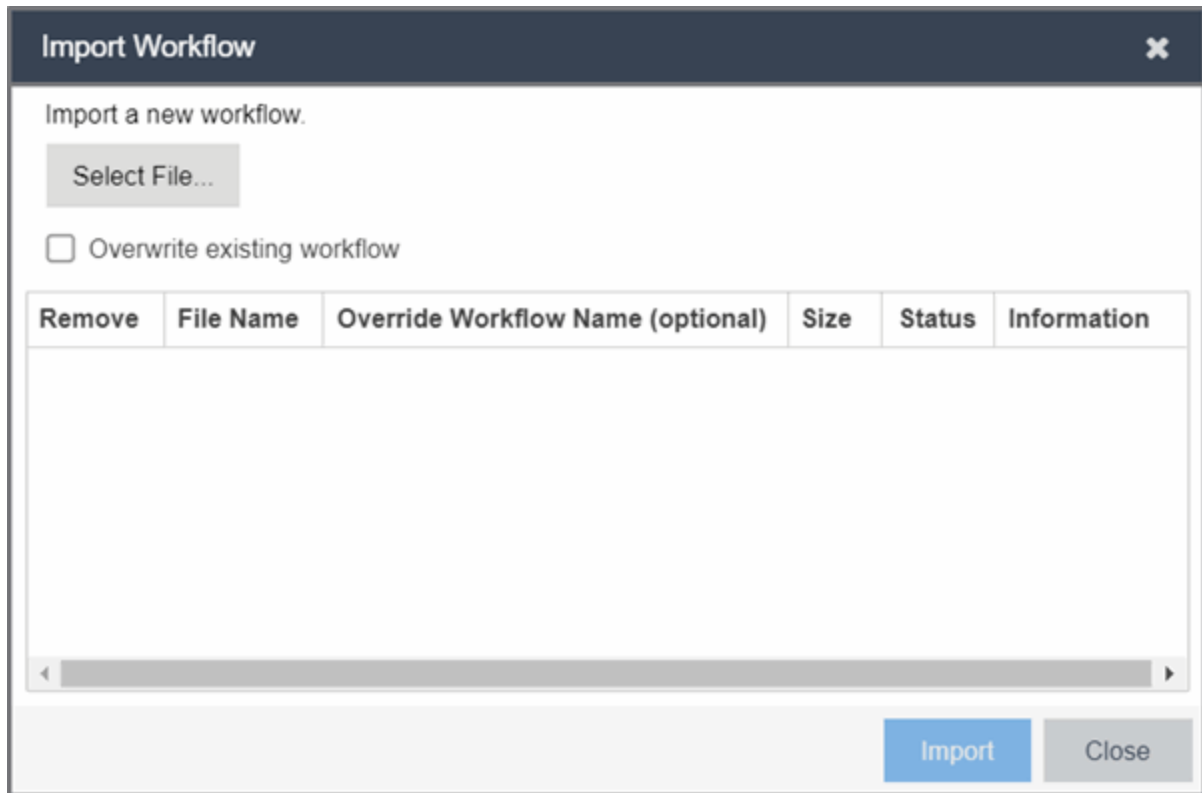 Import Workflow
Import a new workflow.
Select File...
Overwrite existing workflow
Remove File Name Override Workflow Name (optional) Size Status Information
Import Close